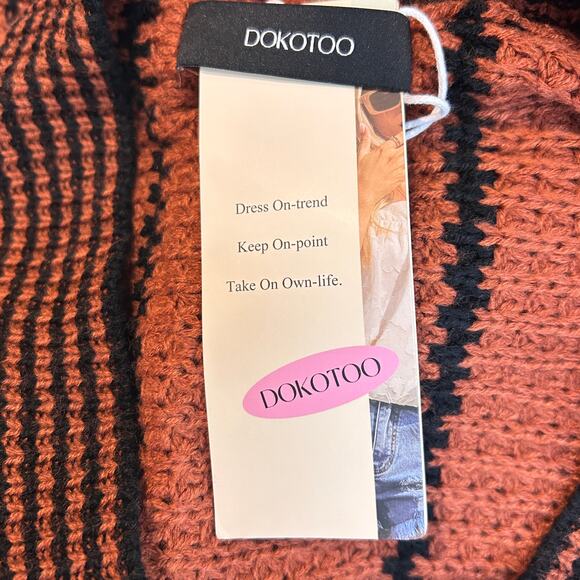 DOKOTOO
Dress On-trend
Keep On-point
Take On Own-life.
DOKOTOO